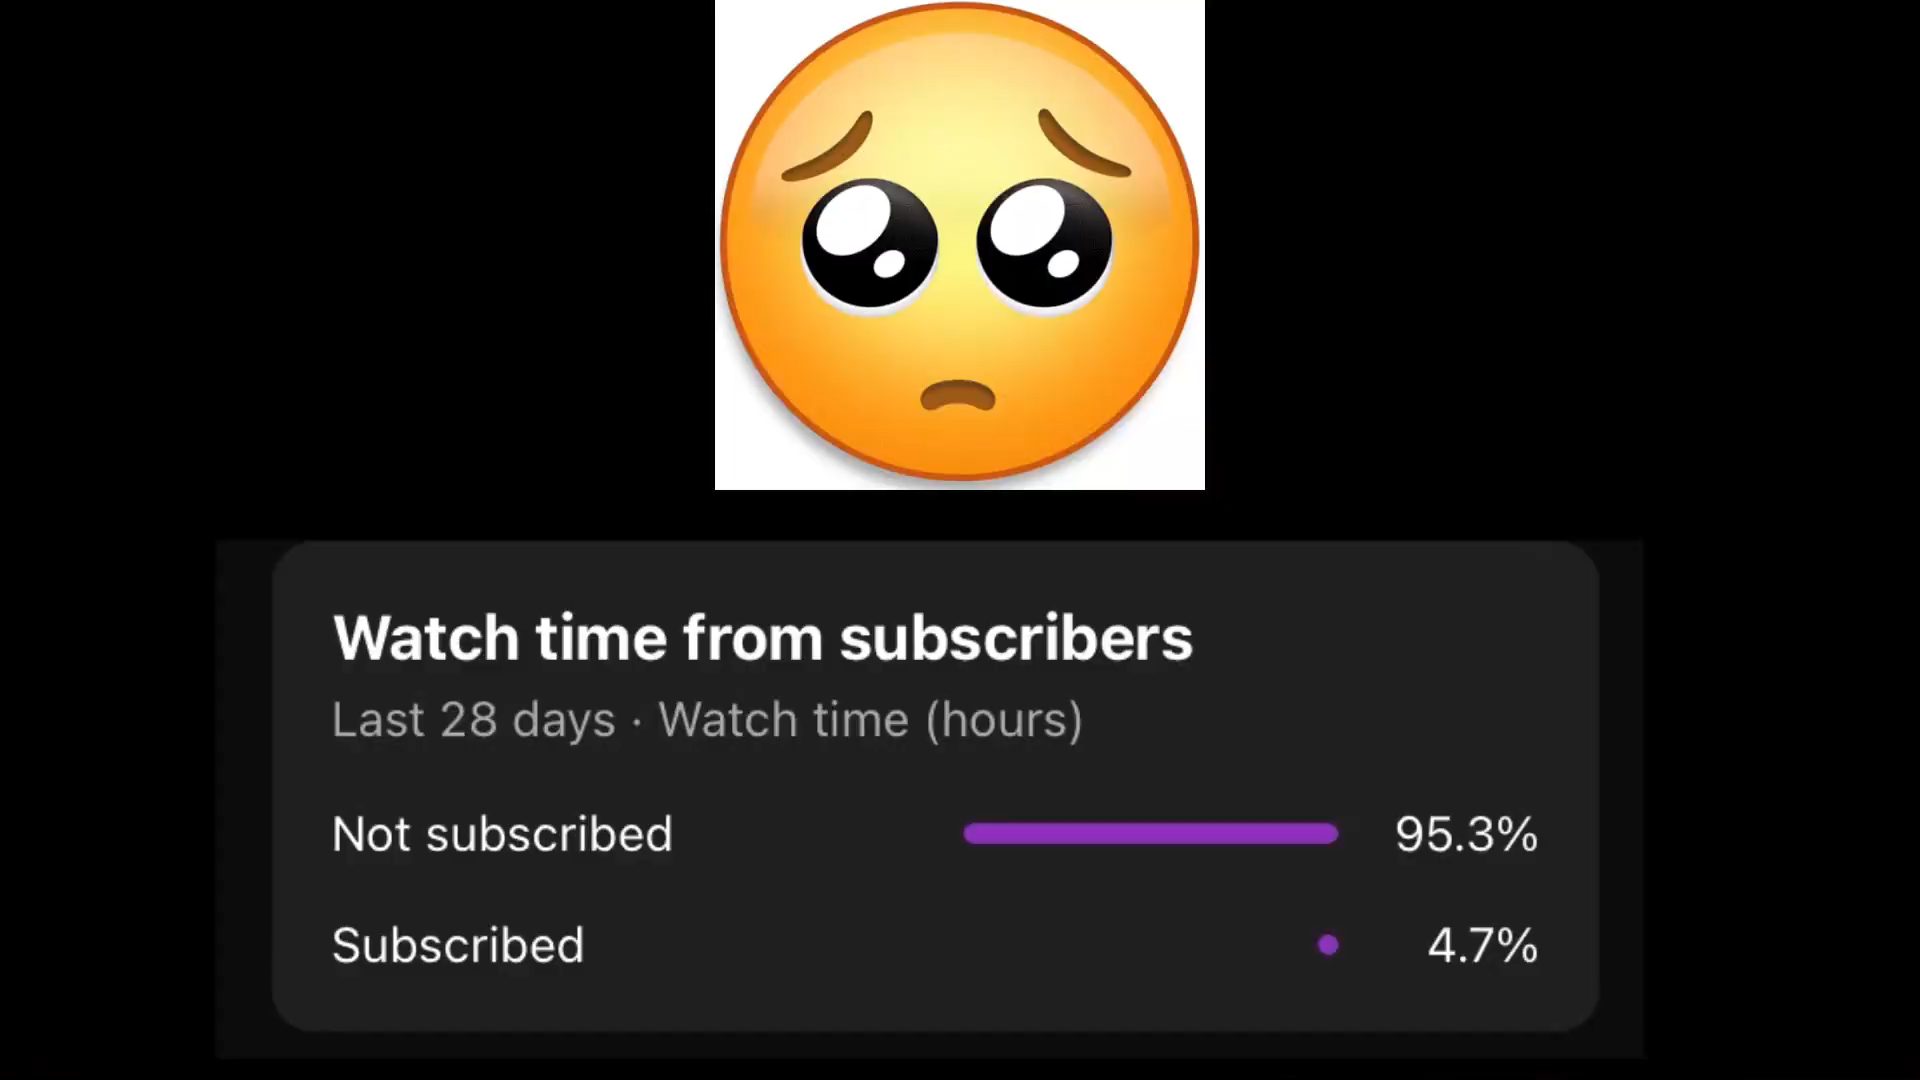 Watch time from subscribers
Last 28 days · Watch time (hours)
Not subscribed 95.3%
Subscribed 4.7%